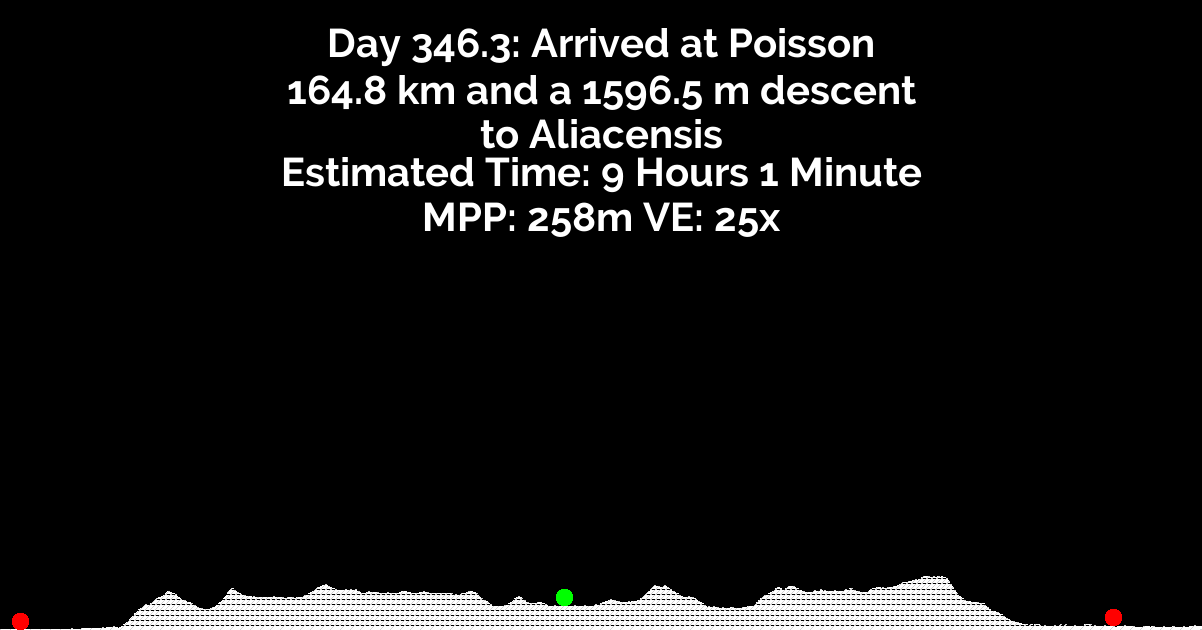 Day 346.3: Arrived at Poisson
164.8 km and a 1596.5 m descent
to Aliacensis
Estimated Time: 9 Hours 1 Minute
MPP: 258m VE: 25x